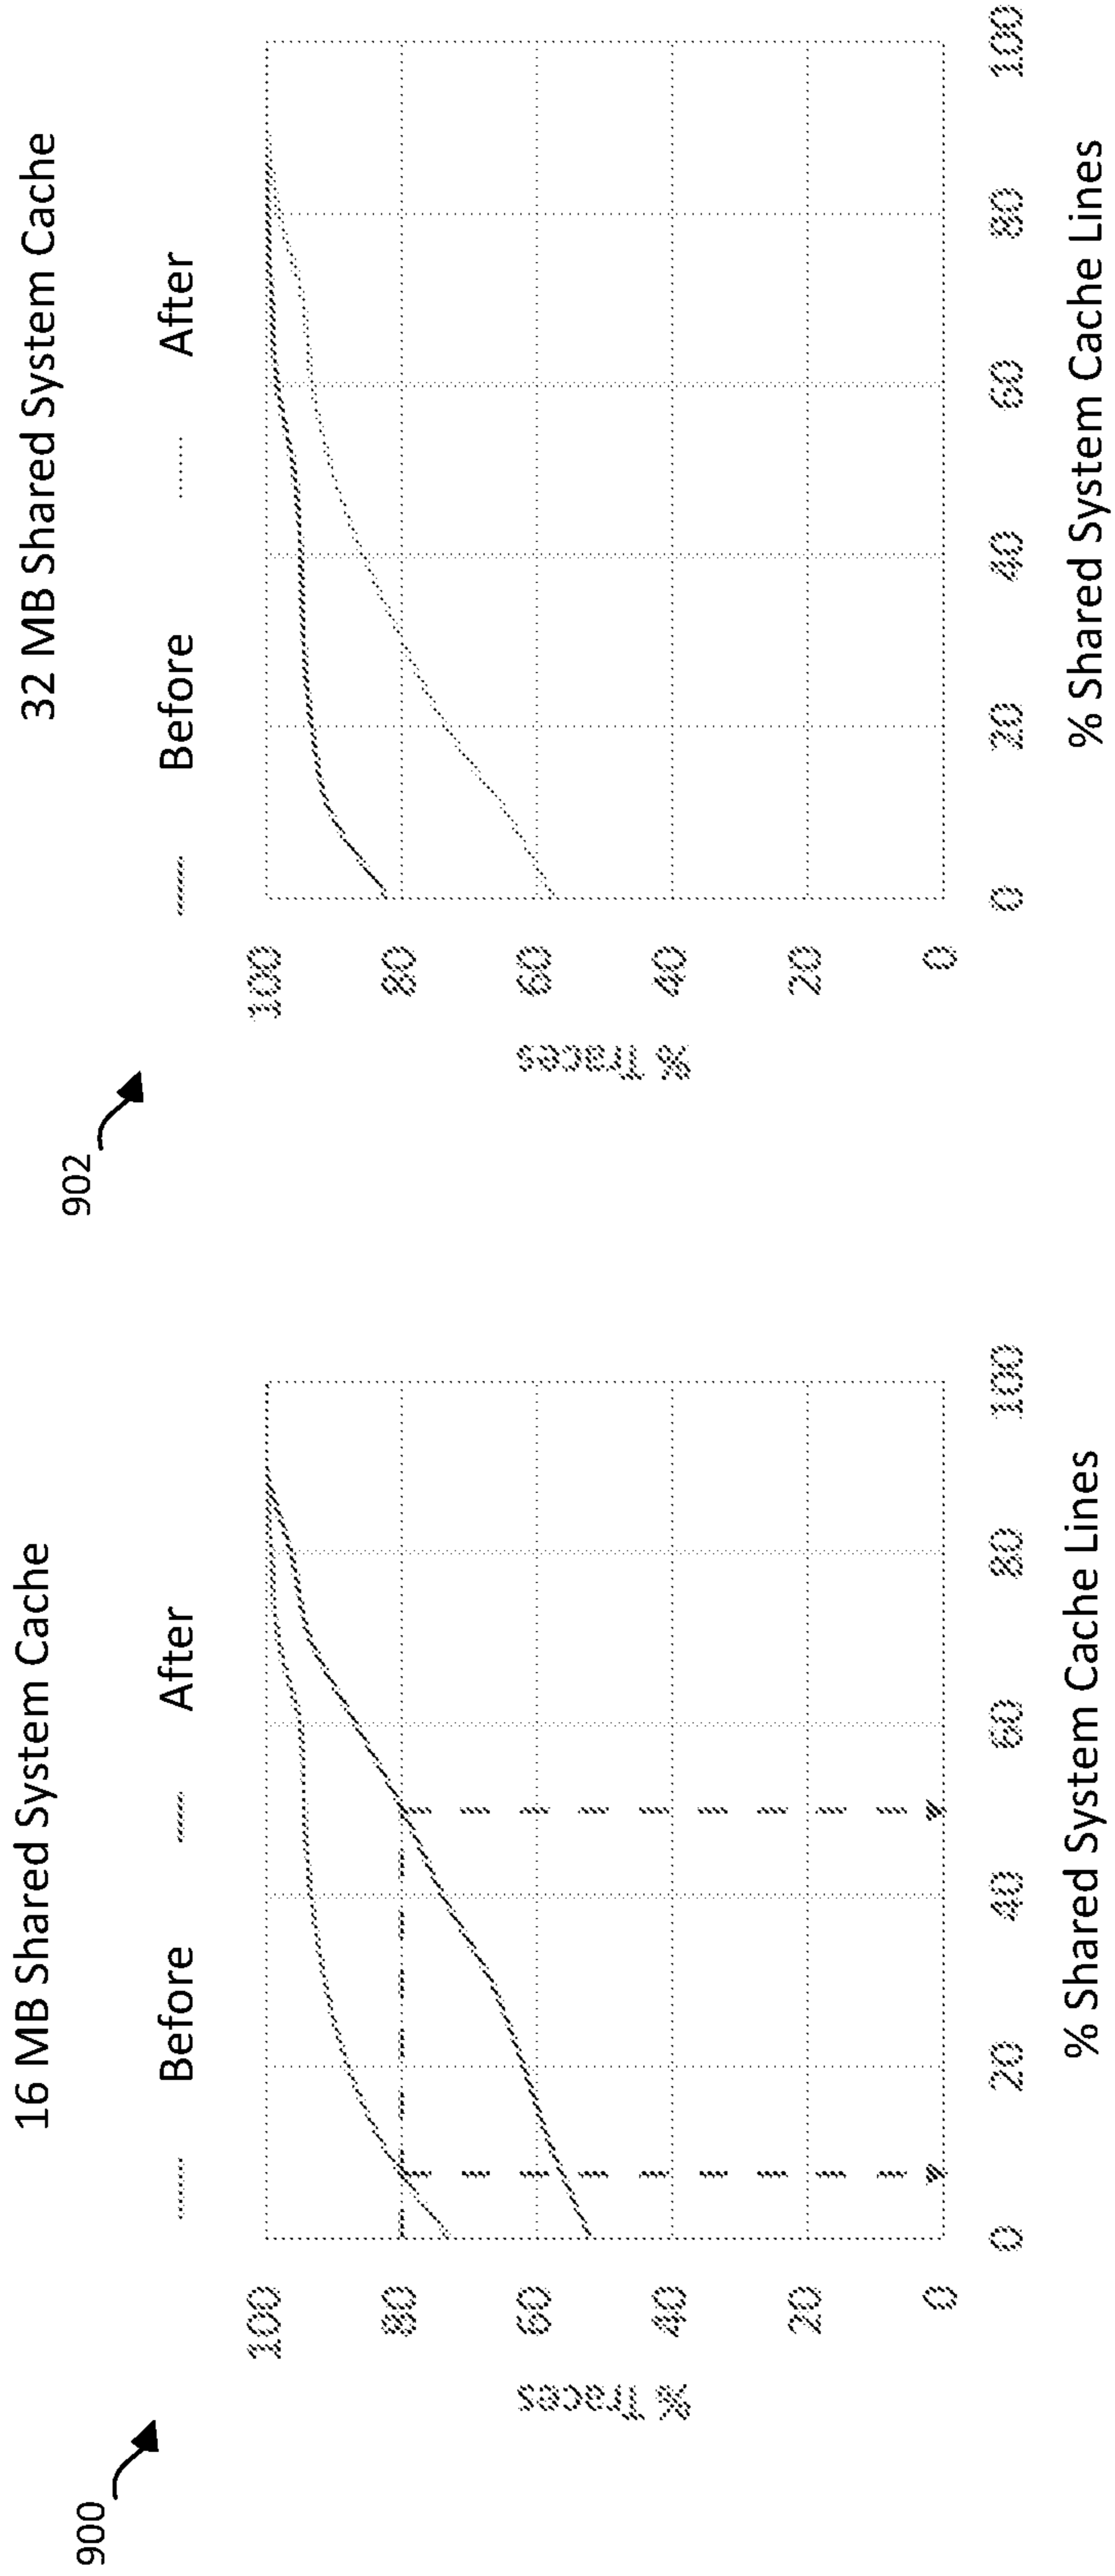 900
16 MB Shared System Cache
Before After
% Traces
100
80
60
40
20
0
0 20 40 60 80 100
% Shared System Cache Lines
902
32 MB Shared System Cache
Before After
% Traces
100
80
60
40
20
0
0 20 40 60 80 100
% Shared System Cache Lines